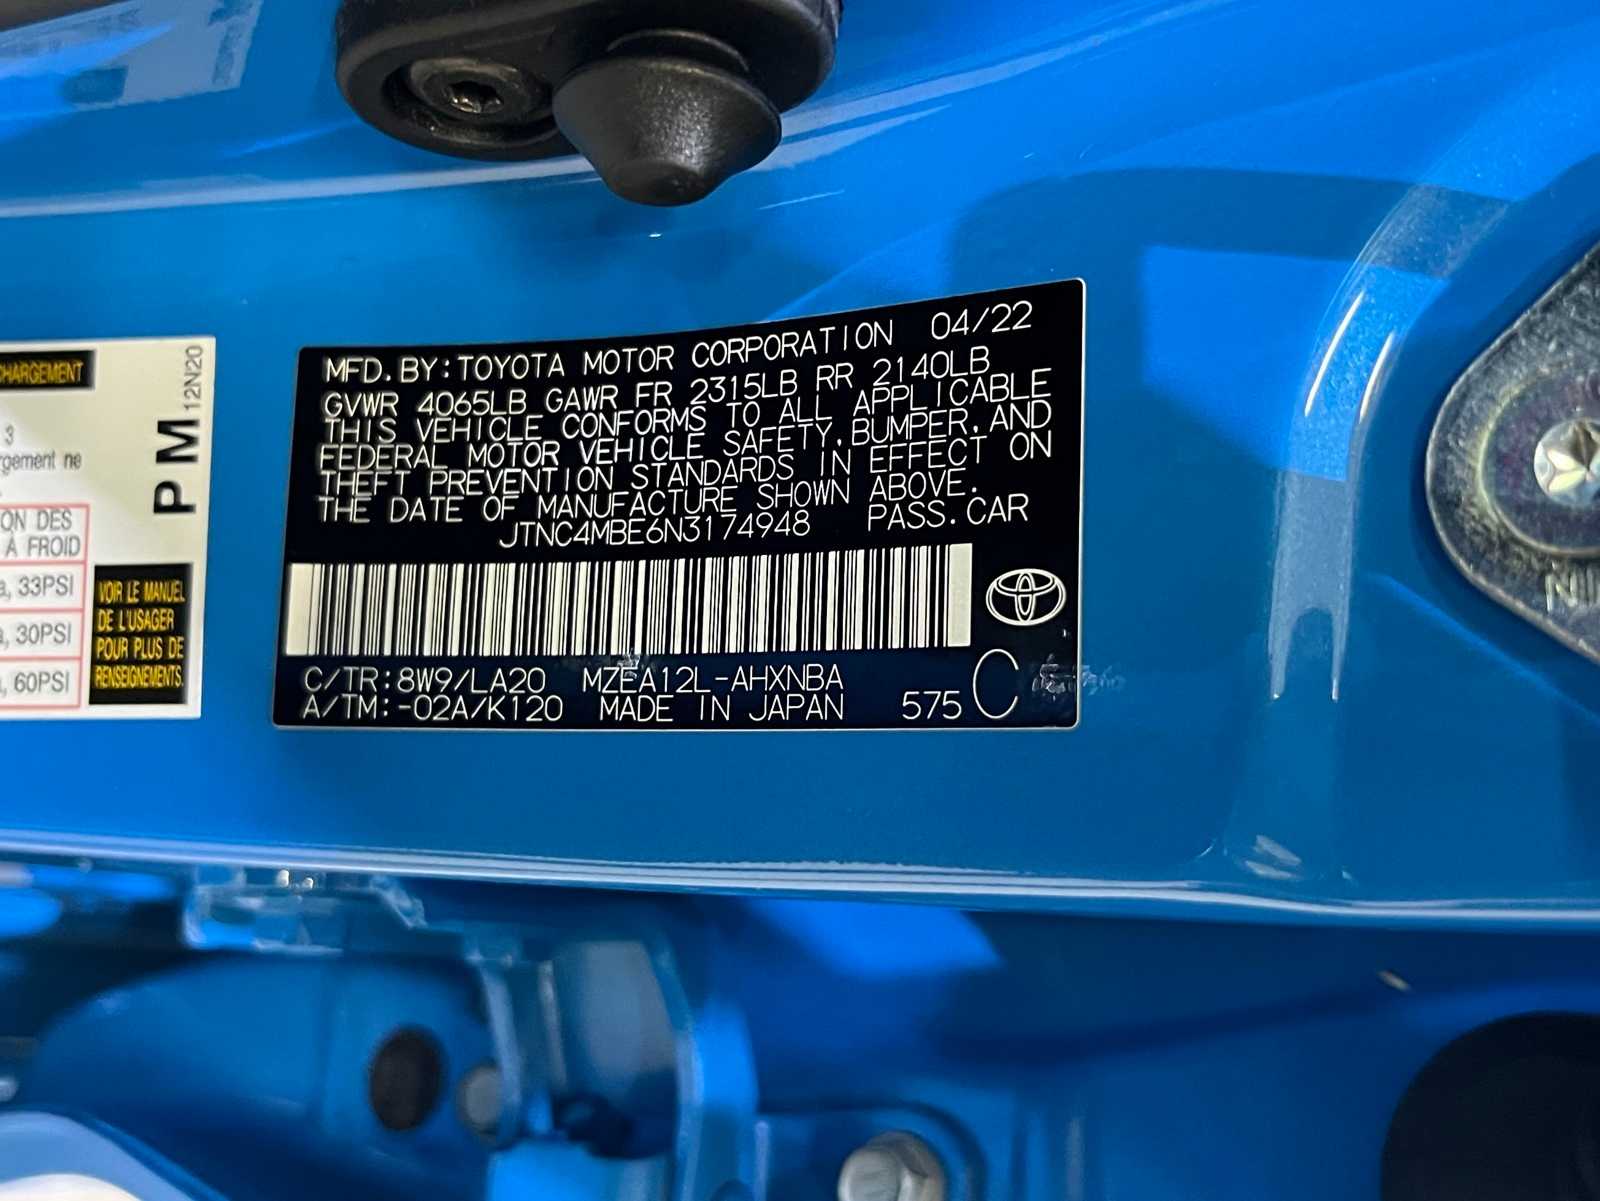 CHARGEMENT
12N20
PM
3
rgement ne
ON DES
À FROID
a, 33PSI
a, 30PSI
a, 60PSI
VOIR LE MANUEL
DE L'USAGER
POUR PLUS DE
RENSEIGNEMENTS.
MFD.BY:TOYOTA MOTOR CORPORATION 04/22
GVWR 4065LB GAWR FR 2315LB RR 2140LB
THIS VEHICLE CONFORMS TO ALL APPLICABLE
FEDERAL MOTOR VEHICLE SAFETY,BUMPER,AND
THEFT PREVENTION STANDARDS IN EFFECT ON
THE DATE OF MANUFACTURE SHOWN ABOVE.
JTNC4MBE6N3174948 PASS.CAR
C/TR:8W9/LA20 MZEA12L-AHXNBA
A/TM:-02A/K120 MADE IN JAPAN 575 C